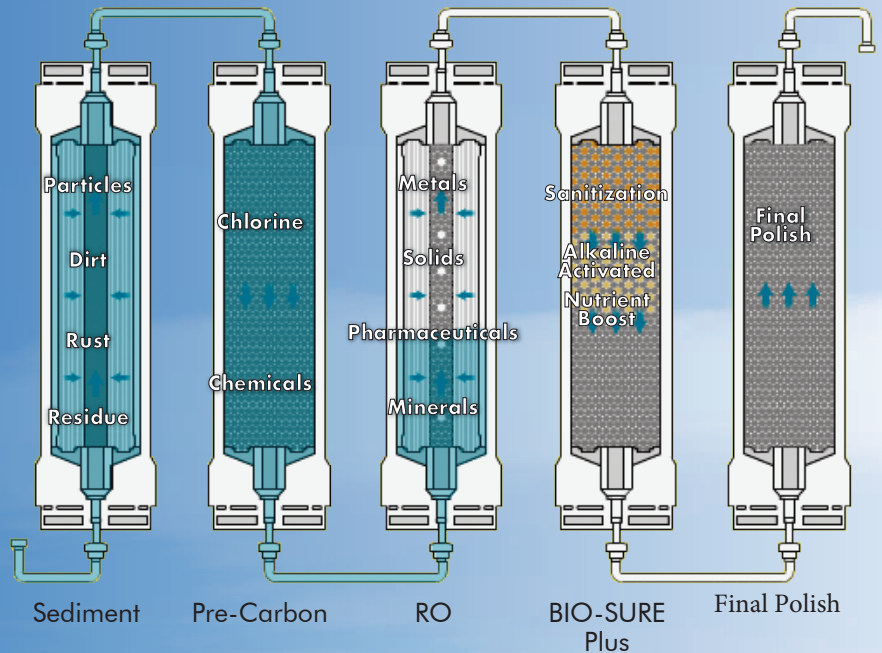 Particles
Dirt
Rust
Residue
Chlorine
Chemicals
Metals
Solids
Pharmaceuticals
Minerals
Sanitization
Alkaline
Activated
Nutrient
Boost
Final
Polish
Sediment
Pre-Carbon
RO
BIO-SURE
Plus
Final Polish